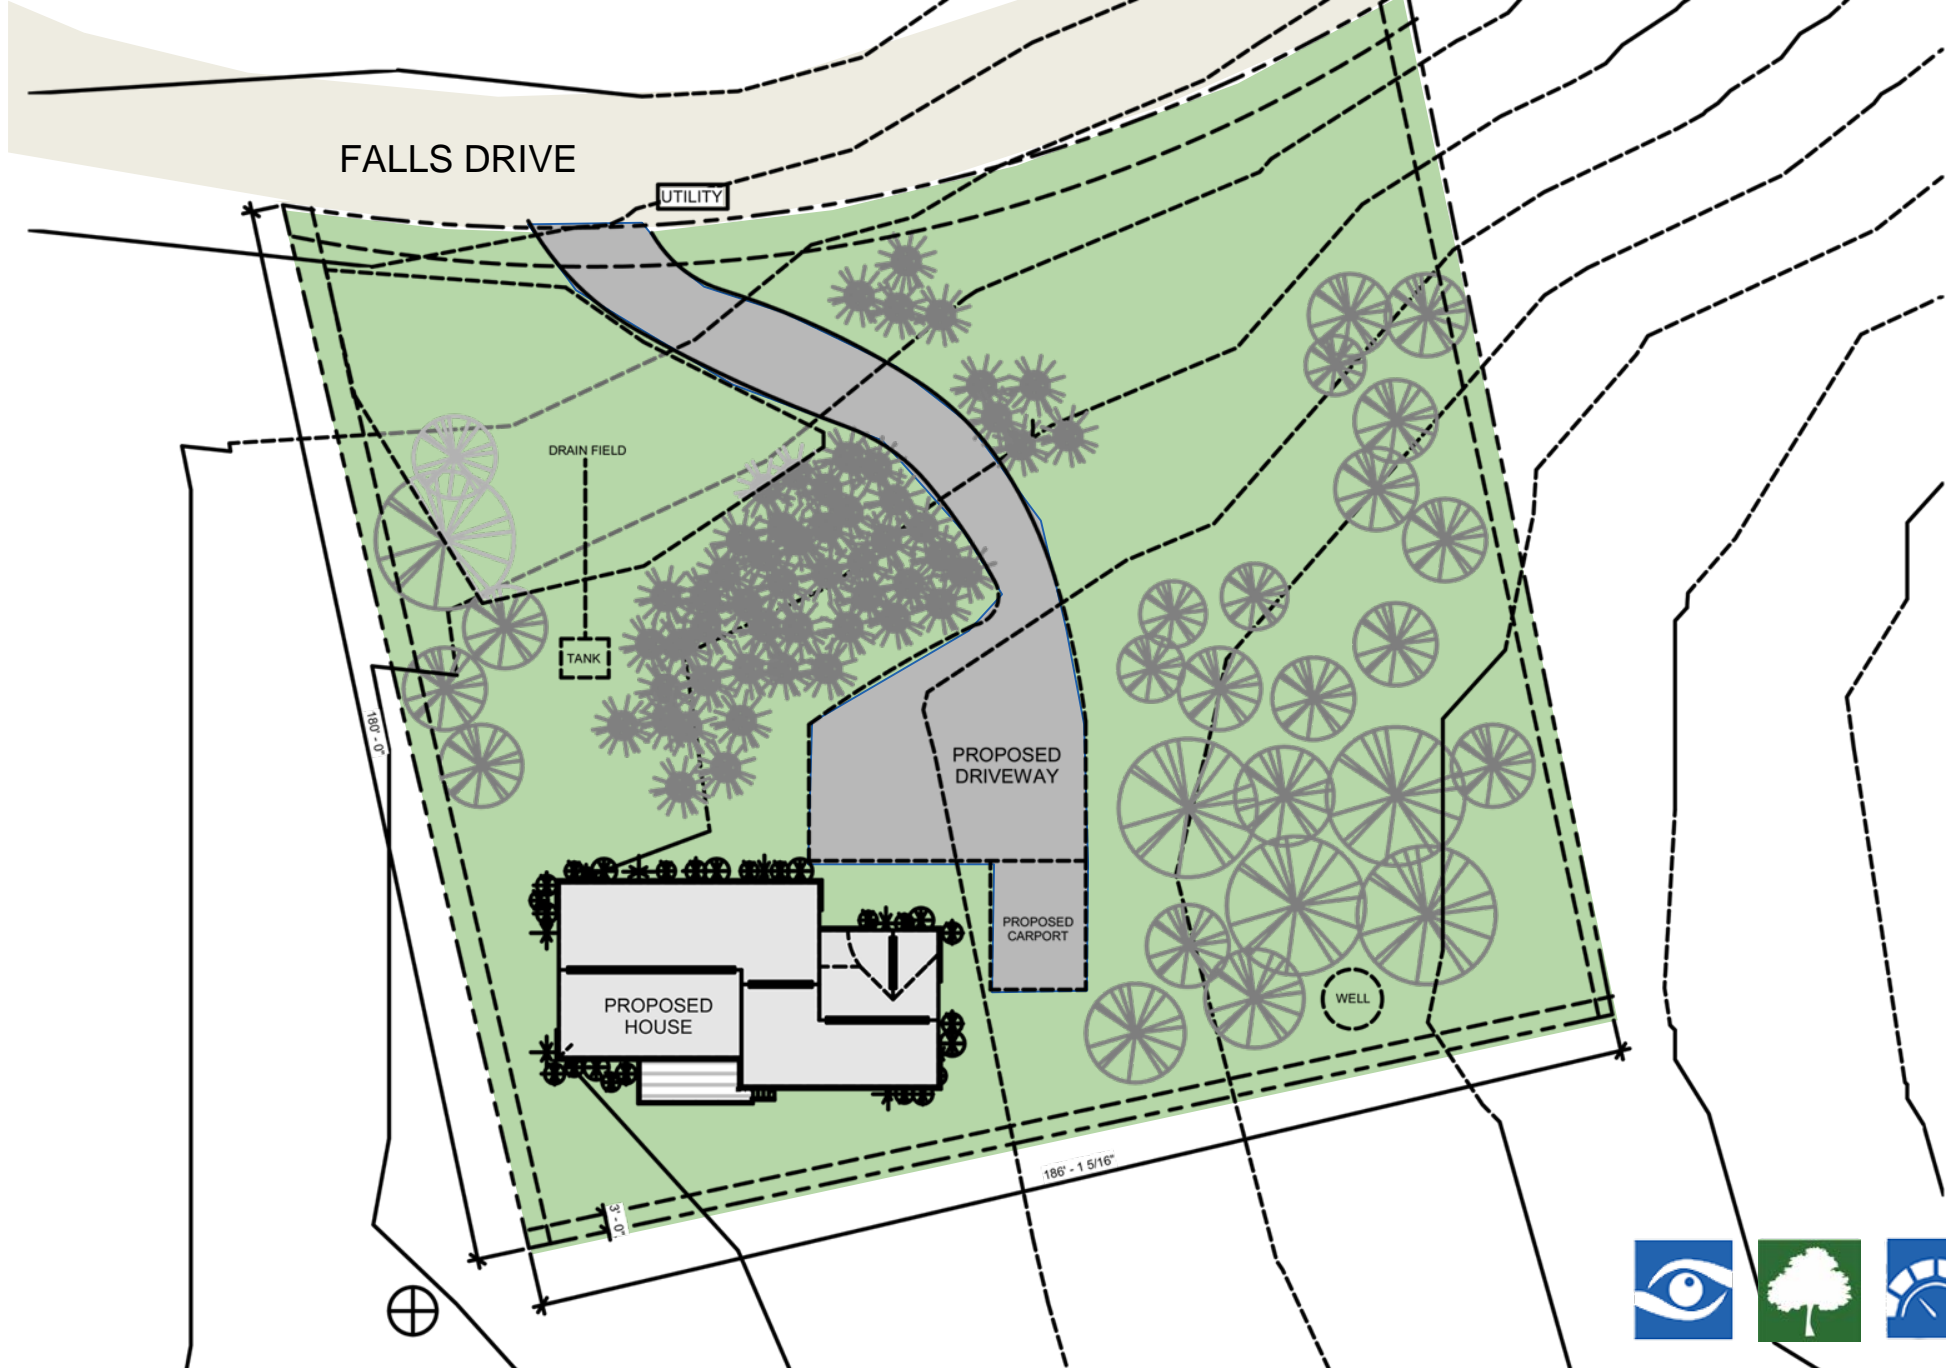 FALLS DRIVE
UTILITY
DRAIN FIELD
TANK
180' - 0"
PROPOSED
DRIVEWAY
PROPOSED
CARPORT
PROPOSED
HOUSE
WELL
186' - 1 5/16"
3' - 0"